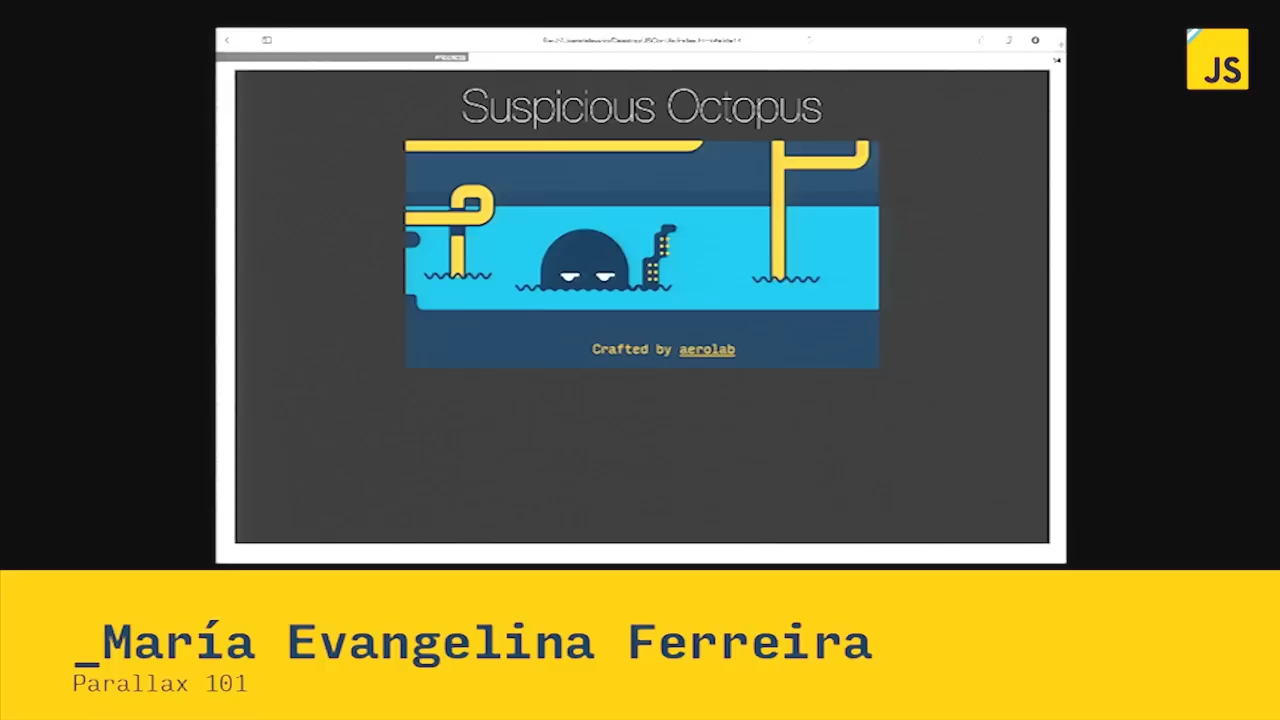 JS
Suspicious Octopus
Crafted by aerolab
_María Evangelina Ferreira
Parallax 101